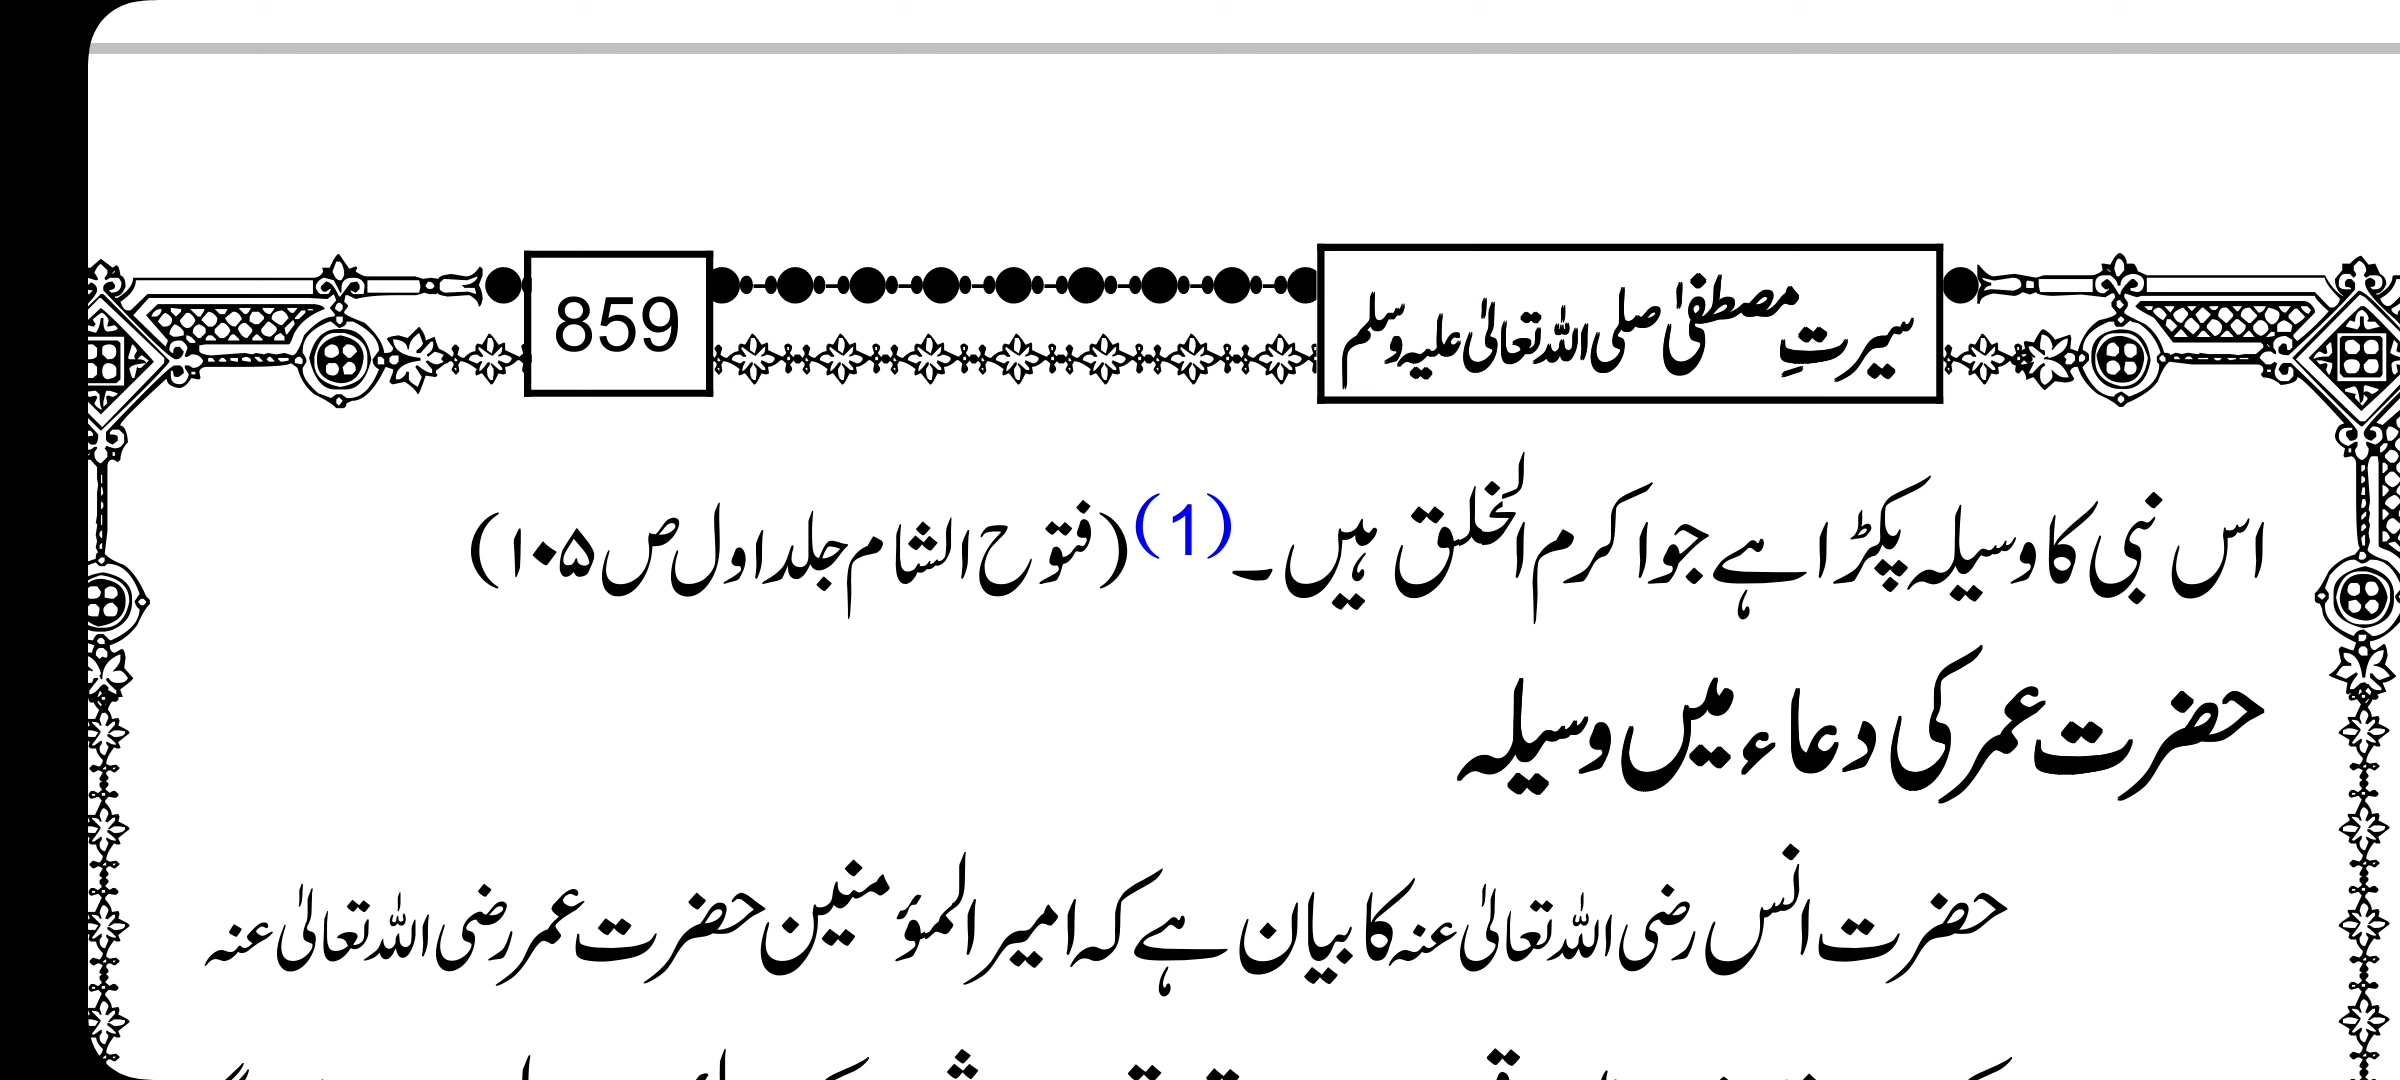 سیرتِ مصطفیٰ صلی اللہ تعالیٰ علیہ وسلم 859
اس نبی کا وسیلہ پکڑا ہے جو اکرم الخلق ہیں۔(1) (فتوح الشام جلد اول ص ۱۰۵)
حضرت عمر کی دعاء میں وسیلہ
حضرت انس رضی اللہ تعالیٰ عنہ کا بیان ہے کہ امیر المؤمنین حضرت عمر رضی اللہ تعالیٰ عنہ